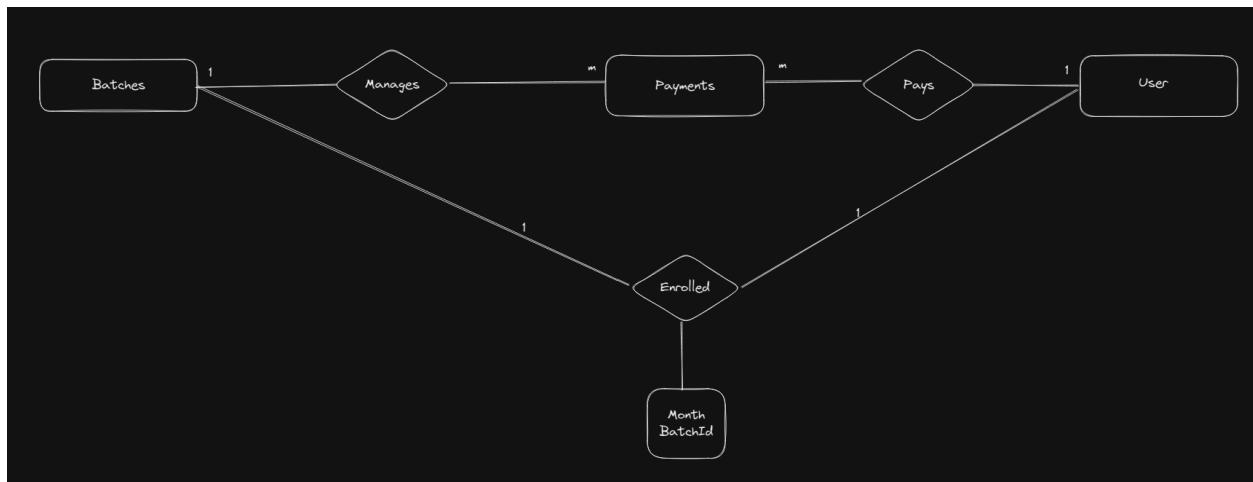 Batches
1
Manages
m
Payments
m
Pays
1
User
1
1
Enrolled
Month
BatchId